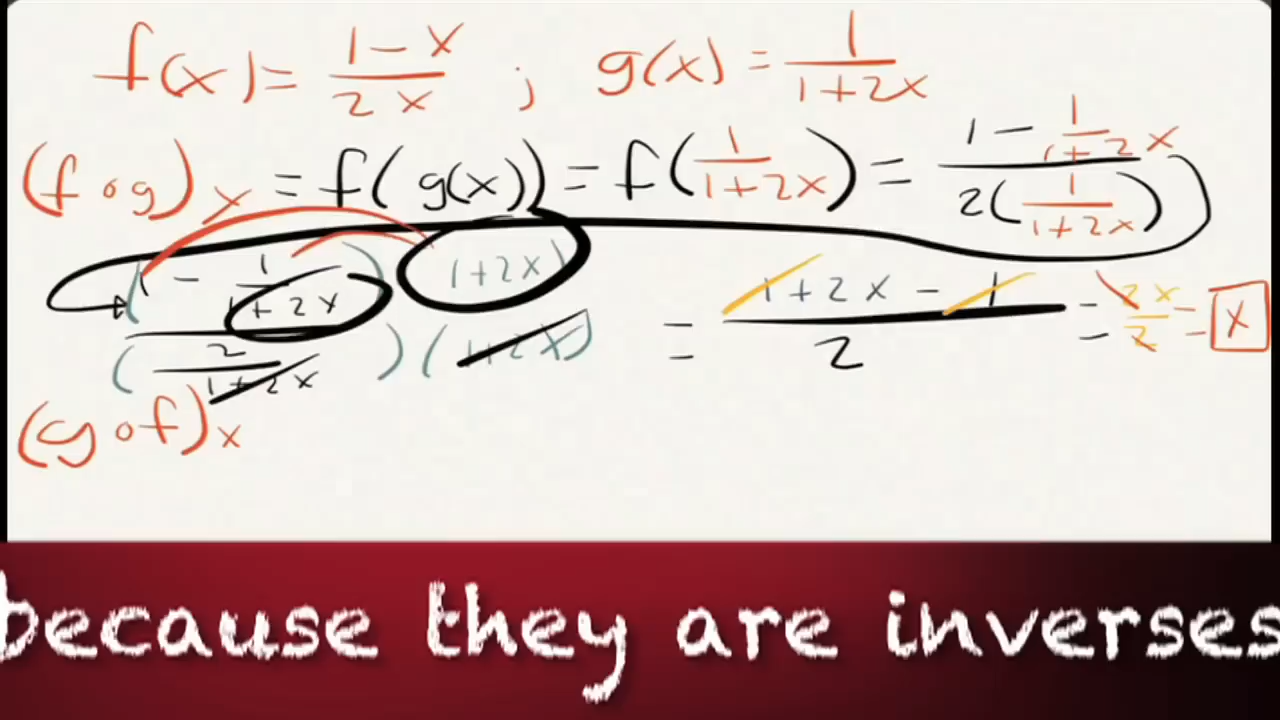 f(x) = (1 - x)/(2x) ; g(x) = 1/(1+2x)
(f ∘ g)x = f(g(x)) = f(1/(1+2x)) = (1 - 1/(1+2x))/(2(1/(1+2x)))
((1 - 1/(1+2x))(1+2x))/((2/(1+2x))(1+2x)) = (1+2x-1)/2 = 2x/2 = x
(g ∘ f)x
because they are inverses